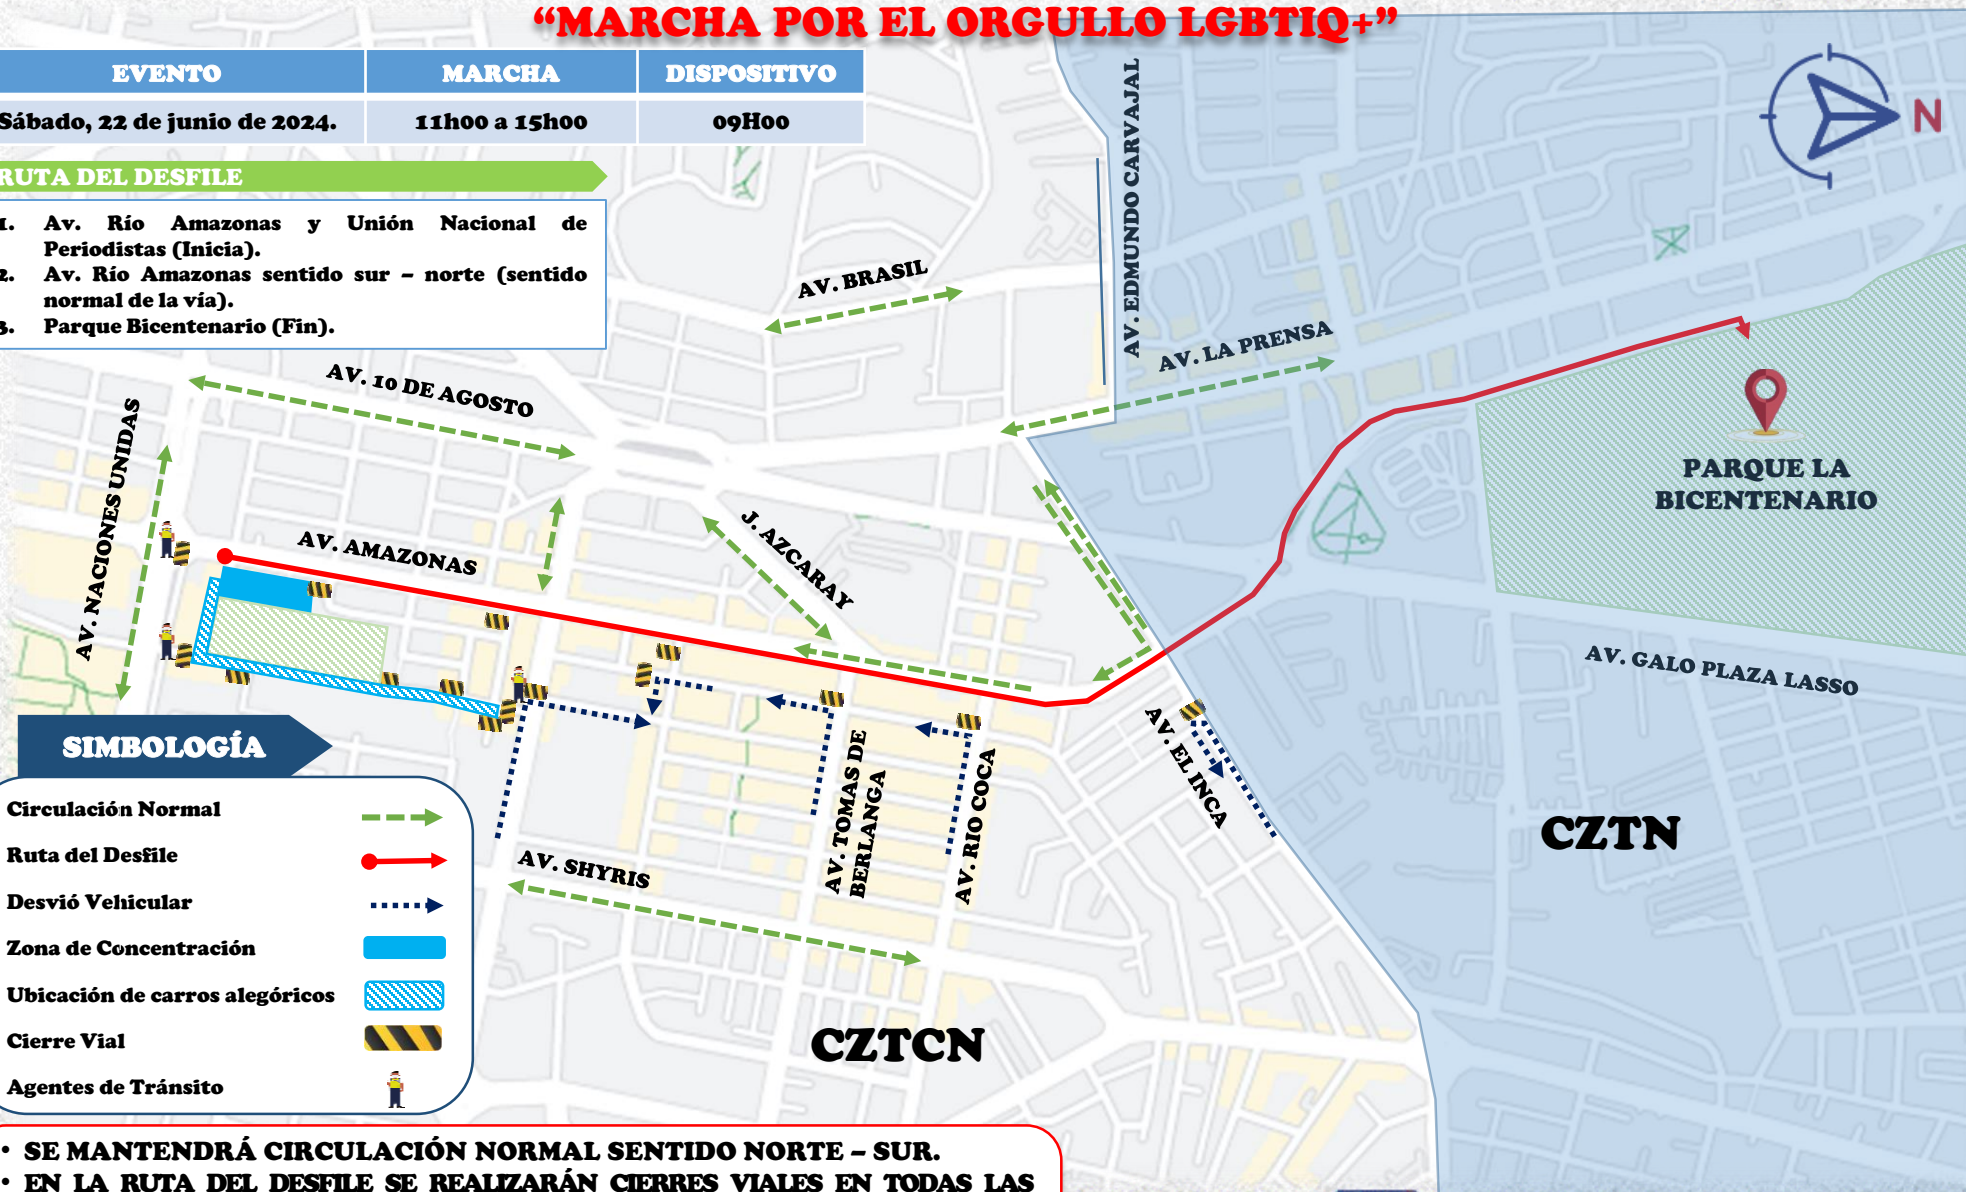 “MARCHA POR EL ORGULLO LGBTIQ+”
EVENTO MARCHA DISPOSITIVO
Sábado, 22 de junio de 2024. 11h00 a 15h00 09H00
RUTA DEL DESFILE
1. Av. Río Amazonas y Unión Nacional de
Periodistas (Inicia).
2. Av. Río Amazonas sentido sur – norte (sentido
normal de la vía).
3. Parque Bicentenario (Fin).
N
AV. EDMUNDO CARVAJAL
AV. BRASIL
AV. LA PRENSA
AV. 10 DE AGOSTO
AV. NACIONES UNIDAS
AV. AMAZONAS
J. AZCARAY
PARQUE LA
BICENTENARIO
AV. GALO PLAZA LASSO
AV. EL INCA
AV. TOMAS DE
BERLANGA
AV. RIO COCA
AV. SHYRIS
CZTN
CZTCN
SIMBOLOGÍA
Circulación Normal
Ruta del Desfile
Desvió Vehicular
Zona de Concentración
Ubicación de carros alegóricos
Cierre Vial
Agentes de Tránsito
• SE MANTENDRÁ CIRCULACIÓN NORMAL SENTIDO NORTE – SUR.
• EN LA RUTA DEL DESFILE SE REALIZARÁN CIERRES VIALES EN TODAS LAS